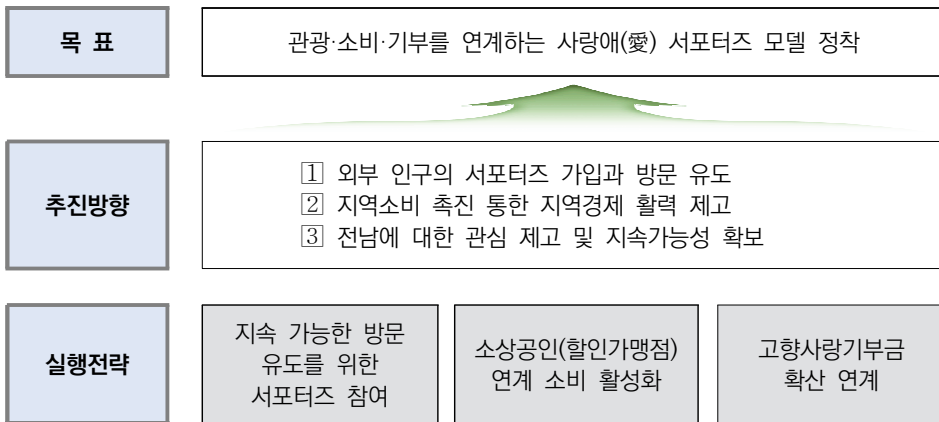 목 표
관광·소비·기부를 연계하는 사랑애(愛) 서포터즈 모델 정착
추진방향
1 외부 인구의 서포터즈 가입과 방문 유도
2 지역소비 촉진 통한 지역경제 활력 제고
3 전남에 대한 관심 제고 및 지속가능성 확보
실행전략
지속 가능한 방문
유도를 위한
서포터즈 참여
소상공인(할인가맹점)
연계 소비 활성화
고향사랑기부금
확산 연계